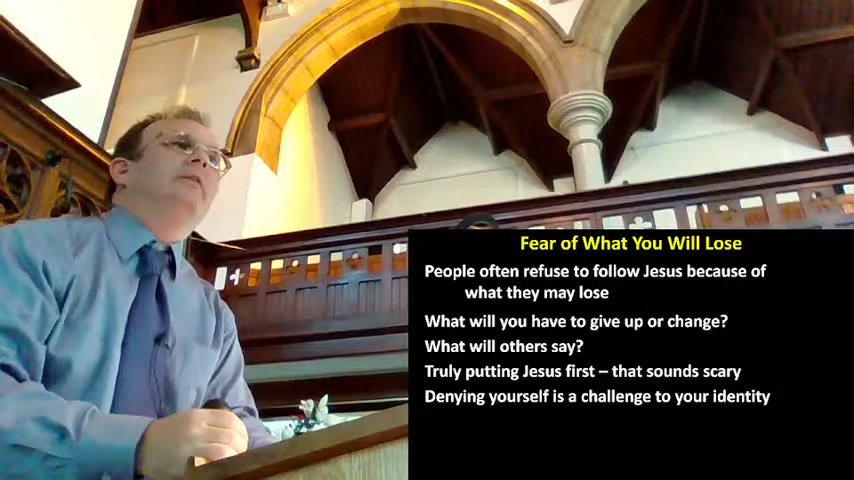 Fear of What You Will Lose
People often refuse to follow Jesus because of
what they may lose
What will you have to give up or change?
What will others say?
Truly putting Jesus first – that sounds scary
Denying yourself is a challenge to your identity